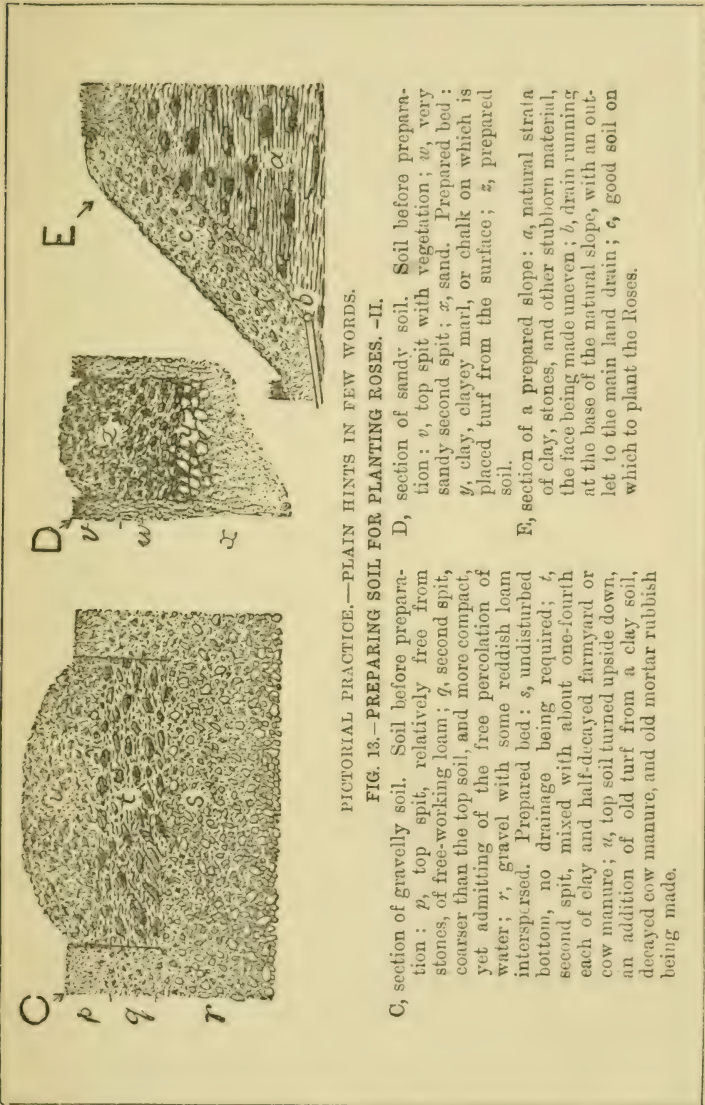 C
p
q
r
u
t
s
D
v
w
x
z
E
c
a
b
PICTORIAL PRACTICE.—PLAIN HINTS IN FEW WORDS.
FIG. 13.—PREPARING SOIL FOR PLANTING ROSES.-II.
C, section of gravelly soil. Soil before prepara-
tion: p, top spit, relatively free from
stones, of free-working loam; q, second spit,
coarser than the top soil, and more compact,
yet admitting of the free percolation of
water; r, gravel with some reddish loam
interspersed. Prepared bed: s, undisturbed
bottom, no drainage being required; t,
second spit, mixed with about one-fourth
each of clay and half-decayed farmyard or
cow manure; u, top soil turned upside down,
an addition of old turf from a clay soil,
decayed cow manure, and old mortar rubbish
being made.
D, section of sandy soil. Soil before prepara-
tion: v, top spit with vegetation; w, very
sandy second spit; x, sand. Prepared bed:
y, clay, clayey marl, or chalk on which is
placed turf from the surface; z, prepared
soil.
E, section of a prepared slope: a, natural strata
of clay, stones, and other stubborn material,
the face being made uneven; b, drain running
at the base of the natural slope, with an out-
let to the main land drain; c, good soil on
which to plant the Roses.